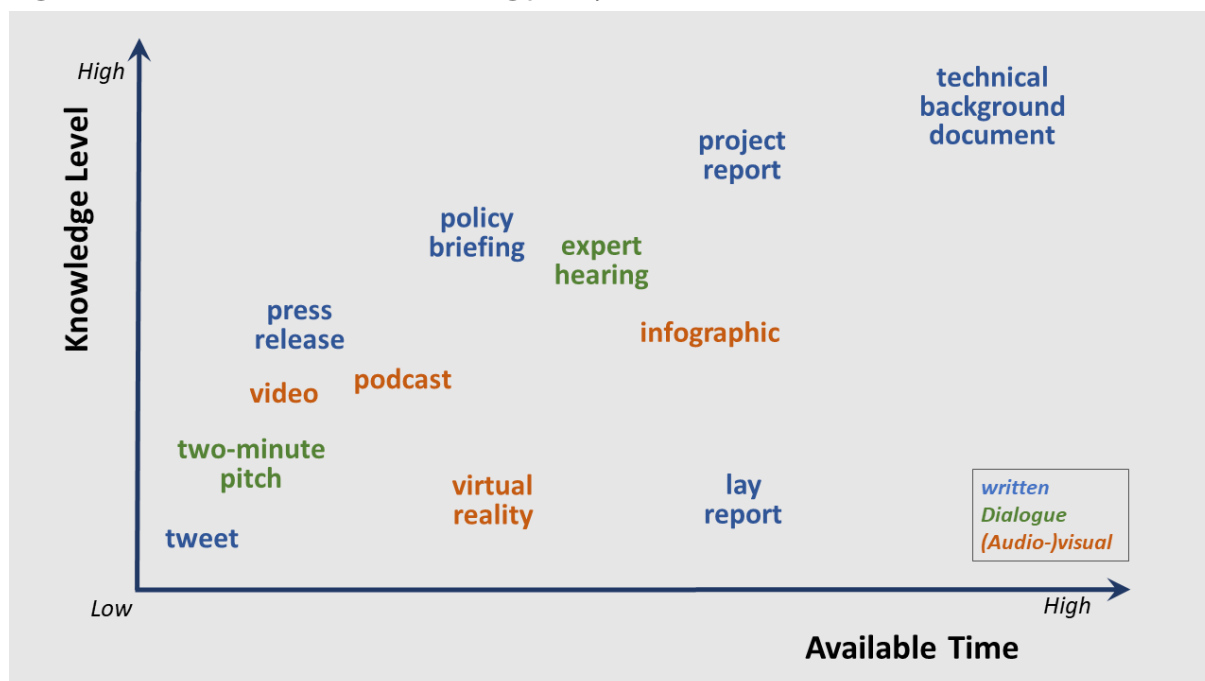 High
technical
background
document
Knowledge Level
project
report
policy
briefing
expert
hearing
press
release
infographic
video
podcast
two-minute
pitch
virtual
reality
lay
report
tweet
written
Dialogue
(Audio-)visual
Low
High
Available Time